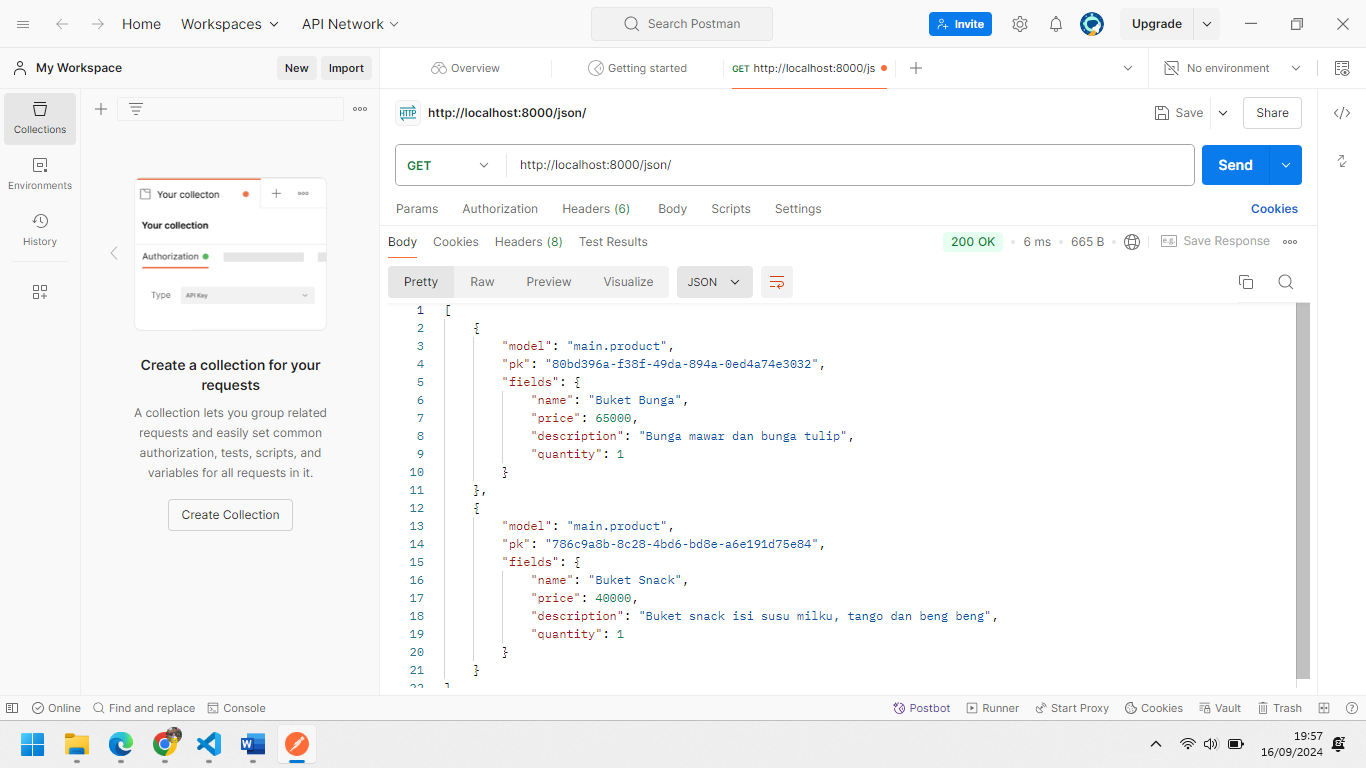 Home Workspaces API Network Search Postman Invite Upgrade
My Workspace New Import Overview Getting started GET http://localhost:8000/js No environment
Collections
Environments
History
Your collecton
Your collection
Authorization
Type API Key
Create a collection for your
requests
A collection lets you group related
requests and easily set common
authorization, tests, scripts, and
variables for all requests in it.
Create Collection
HTTP http://localhost:8000/json/ Save Share
GET http://localhost:8000/json/ Send
Params Authorization Headers (6) Body Scripts Settings Cookies
Body Cookies Headers (8) Test Results 200 OK 6 ms 665 B e.g. Save Response
Pretty Raw Preview Visualize JSON
1 [
2 {
3 "model": "main.product",
4 "pk": "80bd396a-f38f-49da-894a-0ed4a74e3032",
5 "fields": {
6 "name": "Buket Bunga",
7 "price": 65000,
8 "description": "Bunga mawar dan bunga tulip",
9 "quantity": 1
10 }
11 },
12 {
13 "model": "main.product",
14 "pk": "786c9a8b-8c28-4bd6-bd8e-a6e191d75e84",
15 "fields": {
16 "name": "Buket Snack",
17 "price": 40000,
18 "description": "Buket snack isi susu milku, tango dan beng beng",
19 "quantity": 1
20 }
21 }
22 ]
Online Find and replace Console Postbot Runner Start Proxy Cookies Vault Trash
19:57
16/09/2024